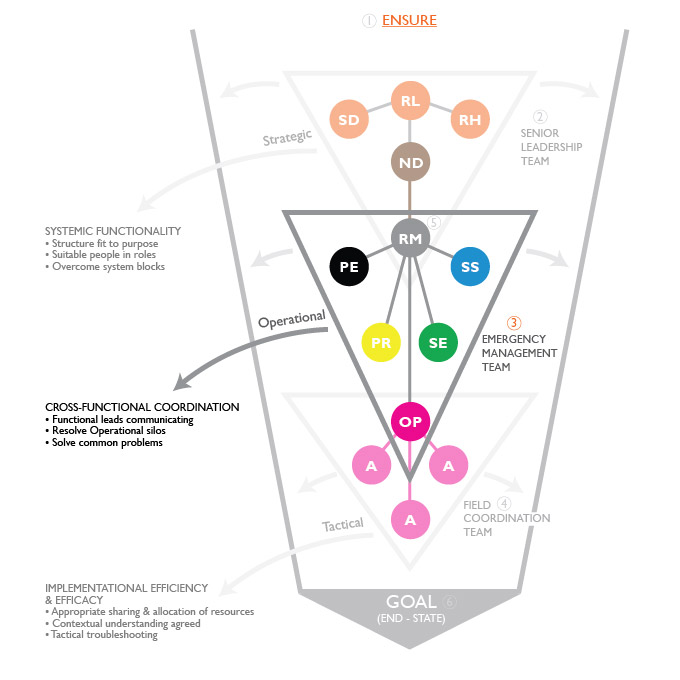 ① ENSURE
RL
SD
RH
②
Strategic
SENIOR
LEADERSHIP
TEAM
ND
SYSTEMIC FUNCTIONALITY
• Structure fit to purpose
• Suitable people in roles
• Overcome system blocks
⑤
RM
PE
SS
Operational
③
EMERGENCY
MANAGEMENT
TEAM
PR
SE
CROSS-FUNCTIONAL COORDINATION
• Functional leads communicating
• Resolve Operational silos
• Solve common problems
OP
A
A
A
Tactical
FIELD ④
COORDINATION
TEAM
IMPLEMENTATIONAL EFFICIENCY
& EFFICACY
• Appropriate sharing & allocation of resources
• Contextual understanding agreed
• Tactical troubleshooting
GOAL ⑥
(END - STATE)